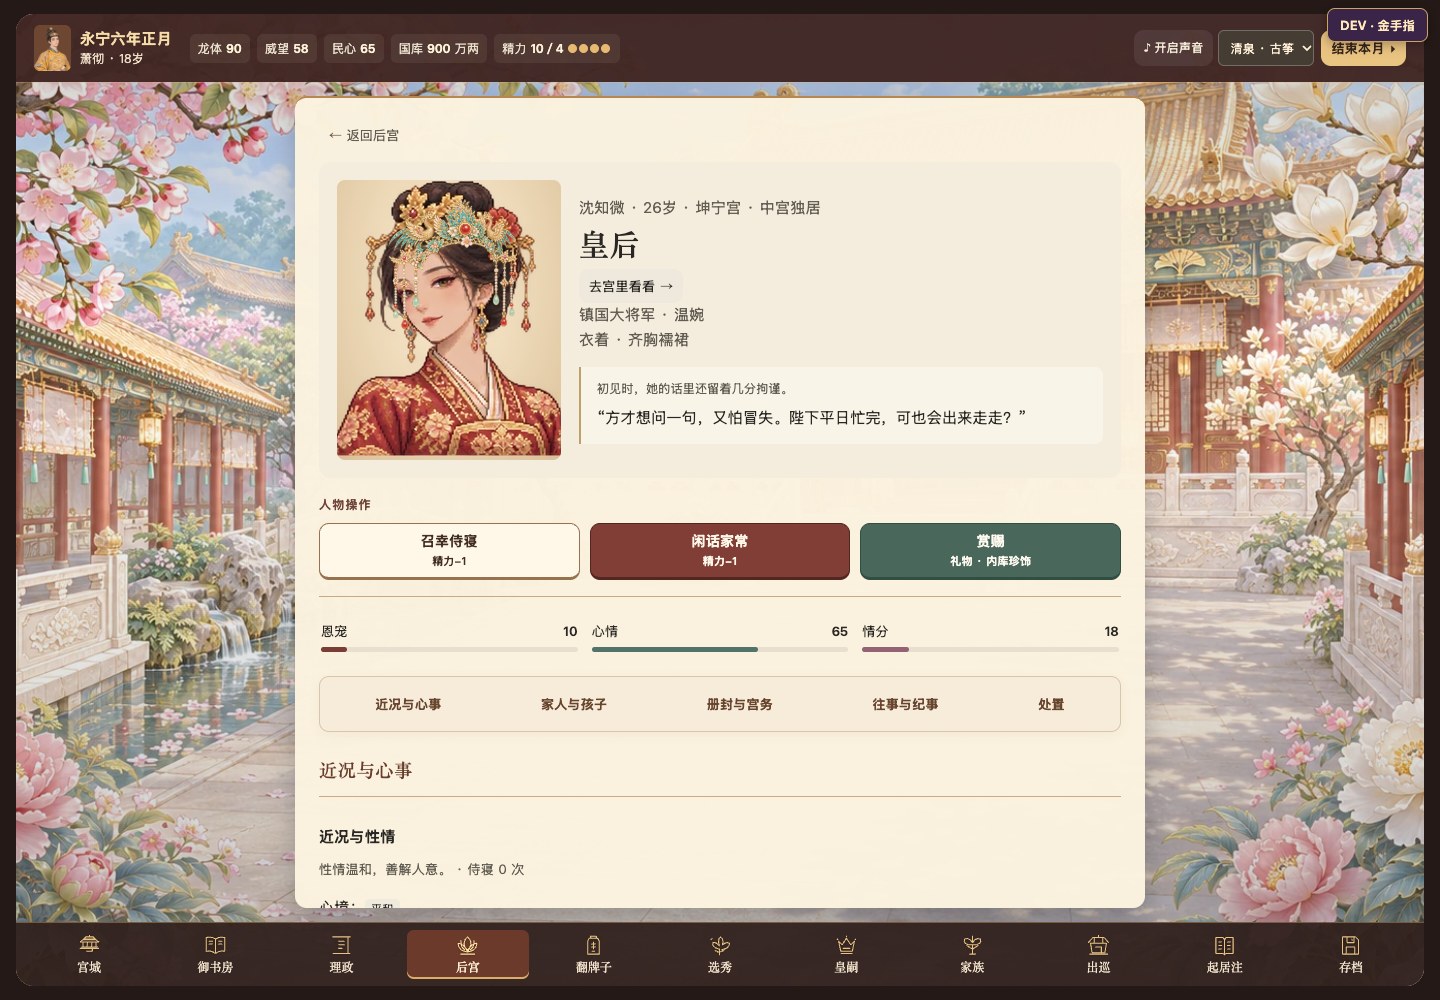 永宁六年正月
萧彻 · 18岁
龙体 90
威望 58
民心 65
国库 900 万两
精力 10 / 4
♪ 开启声音
清泉 · 古筝
DEV · 金手指
结束本月
← 返回后宫
沈知微 · 26岁 · 坤宁宫 · 中宫独居
皇后
去宫里看看 →
镇国大将军 · 温婉
衣着 · 齐胸襦裙
初见时，她的话里还留着几分拘谨。
“方才想问一句，又怕冒失。陛下平日忙完，可也会出来走走？”
人物操作
召幸侍寝
精力-1
闲话家常
精力-1
赏赐
礼物 · 内库珍饰
恩宠 10
心情 65
情分 18
近况与心事
家人与孩子
册封与宫务
往事与纪事
处置
近况与心事
近况与性情
性情温和，善解人意。 · 侍寝 0 次
心境： 平和
官城
御书房
理政
后宫
翻牌子
选秀
皇嗣
家族
出巡
起居注
存档